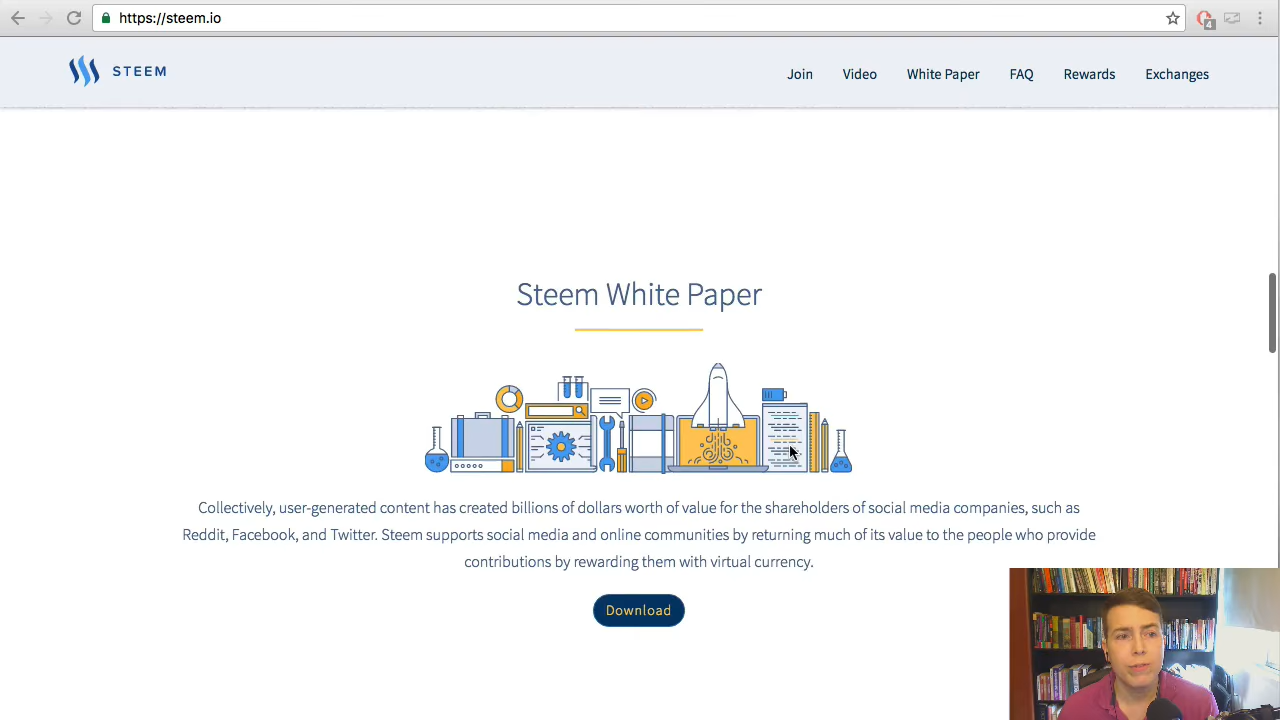 https://steem.io
4
STEEM
Join Video White Paper FAQ Rewards Exchanges
Steem White Paper
Collectively, user-generated content has created billions of dollars worth of value for the shareholders of social media companies, such as
Reddit, Facebook, and Twitter. Steem supports social media and online communities by returning much of its value to the people who provide
contributions by rewarding them with virtual currency.
Download